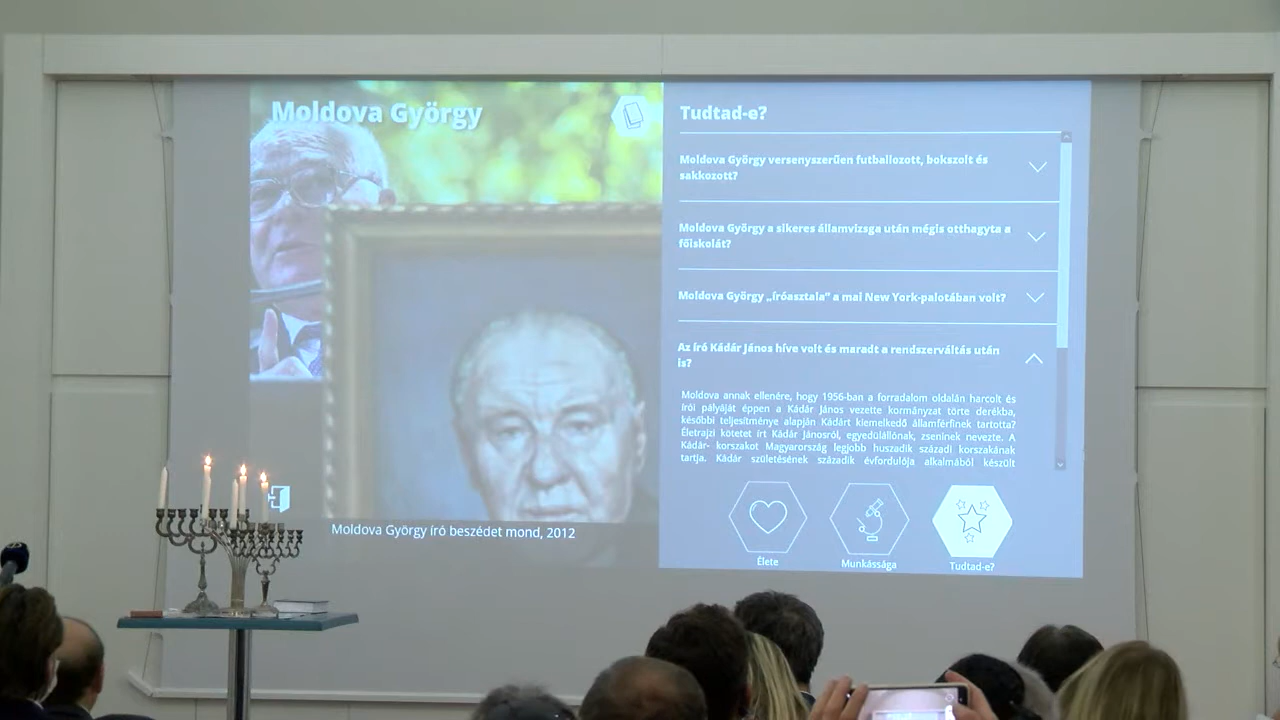 Moldova György
Tudtad-e?
Moldova György versenyszerűen futballozott, bokszolt és
sakkozott?
Moldova György a sikeres államvizsga után mégis otthagyta a
főiskolát?
Moldova György „íróasztala” a mai New York-palotában volt?
Az író Kádár János híve volt és maradt a rendszerváltás után
is?
Moldova annak ellenére, hogy 1956-ban a forradalom oldalán harcolt és
írói pályáját éppen a Kádár János vezette kormányzat törte derékba,
későbbi teljesítménye alapján Kádárt kiemelkedő államférfinek tartotta?
Életrajzi kötetet írt Kádár Jánosról, egyedülállónak, zseninek nevezte. A
Kádár- korszakot Magyarország legjobb huszadik századi korszakának
tartja. Kádár születésének századik évfordulója alkalmából készült
Moldova György író beszédet mond, 2012
Élete
Munkássága
Tudtad-e?